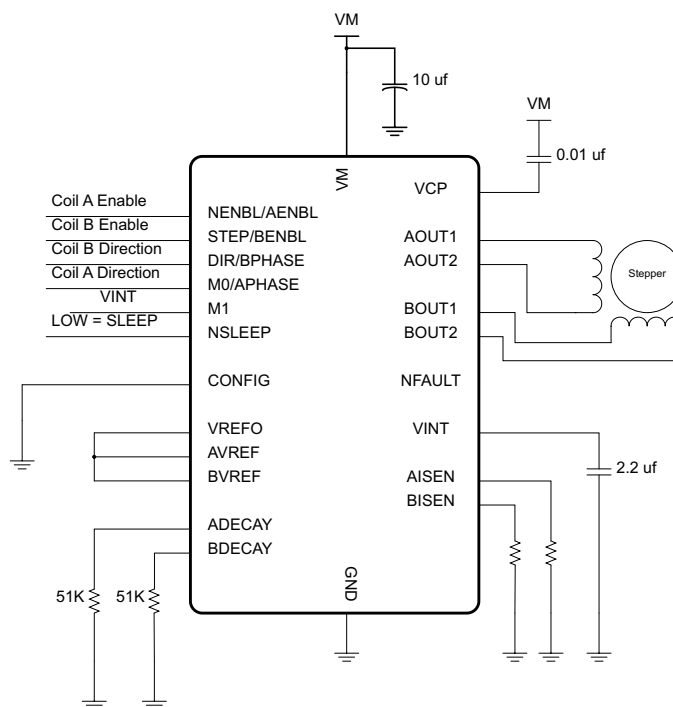 VM
10 uf
VM
0.01 uf
VM
VCP
Coil A Enable
NENBL/AENBL
Coil B Enable
STEP/BENBL
AOUT1
Coil B Direction
DIR/BPHASE
AOUT2
Stepper
Coil A Direction
M0/APHASE
VINT
M1
BOUT1
LOW = SLEEP
NSLEEP
BOUT2
CONFIG
NFAULT
VREFO
VINT
AVREF
2.2 uf
BVREF
AISEN
BISEN
ADECAY
BDECAY
51K
51K
GND